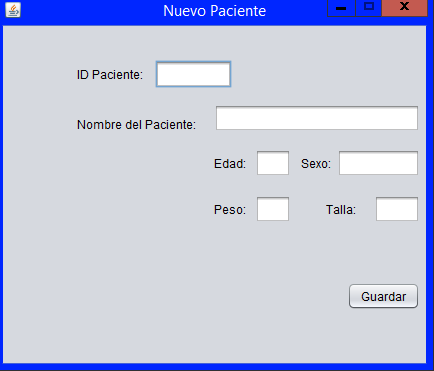 Nuevo Paciente
ID Paciente:
Nombre del Paciente:
Edad: Sexo:
Peso: Talla:
Guardar